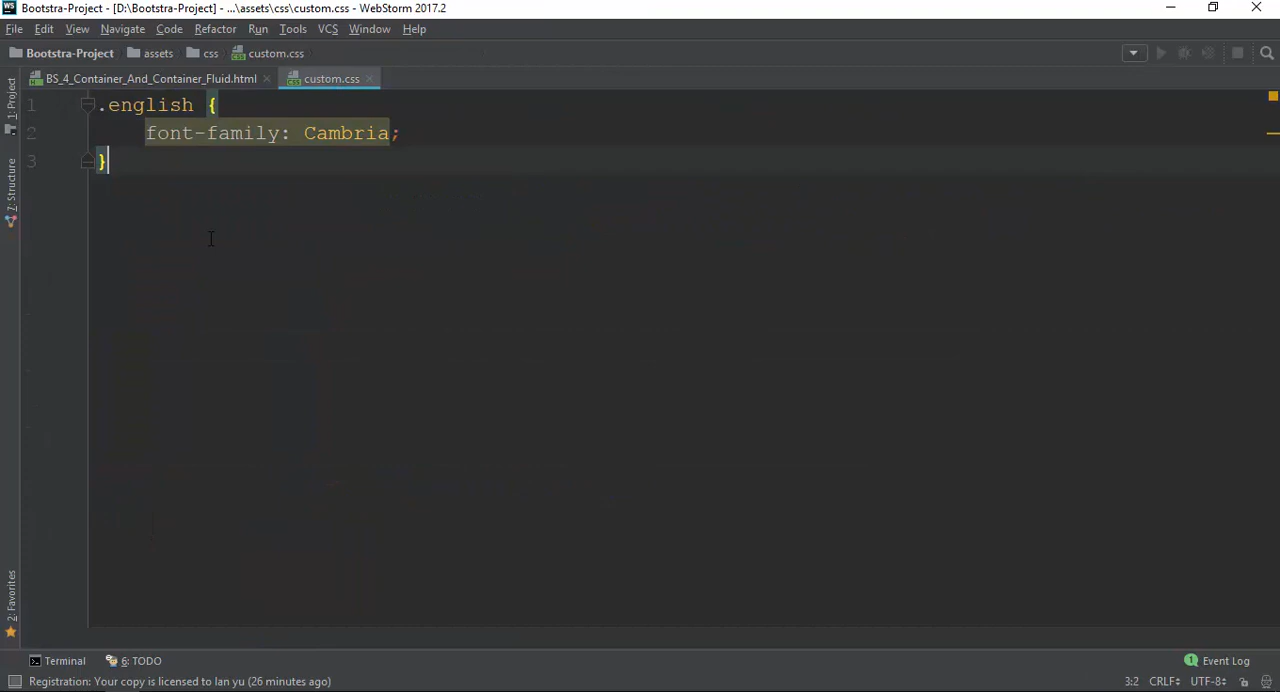 WS Bootstra-Project - [D:\Bootstra-Project] - ...\assets\css\custom.css - WebStorm 2017.2
File Edit View Navigate Code Refactor Run Tools VCS Window Help
Bootstra-Project assets css custom.css
1: Project
BS_4_Container_And_Container_Fluid.html custom.css
1 .english {
2 font-family: Cambria;
3 }
7: Structure
2: Favorites
Terminal 6: TODO 1 Event Log
Registration: Your copy is licensed to lan yu (26 minutes ago) 3:2 CRLF UTF-8